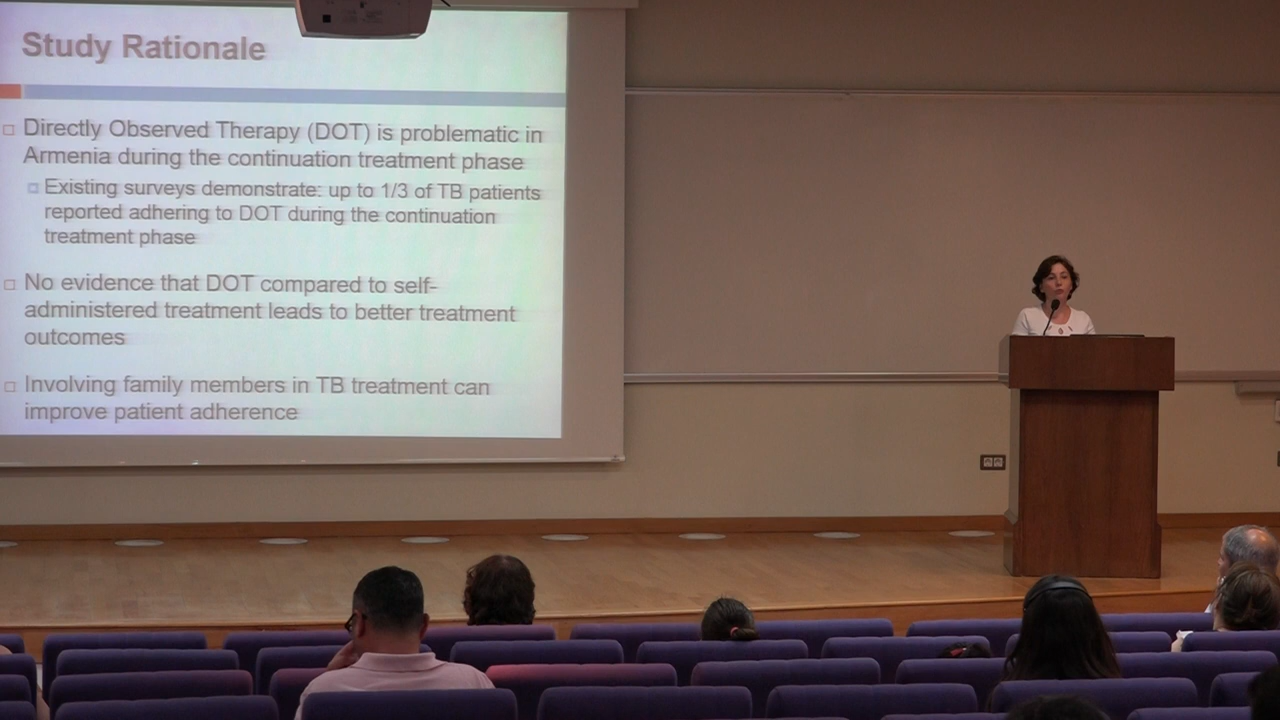 Study Rationale
Directly Observed Therapy (DOT) is problematic in
Armenia during the continuation treatment phase
Existing surveys demonstrate: up to 1/3 of TB patients
reported adhering to DOT during the continuation
treatment phase
No evidence that DOT compared to self-
administered treatment leads to better treatment
outcomes
Involving family members in TB treatment can
improve patient adherence